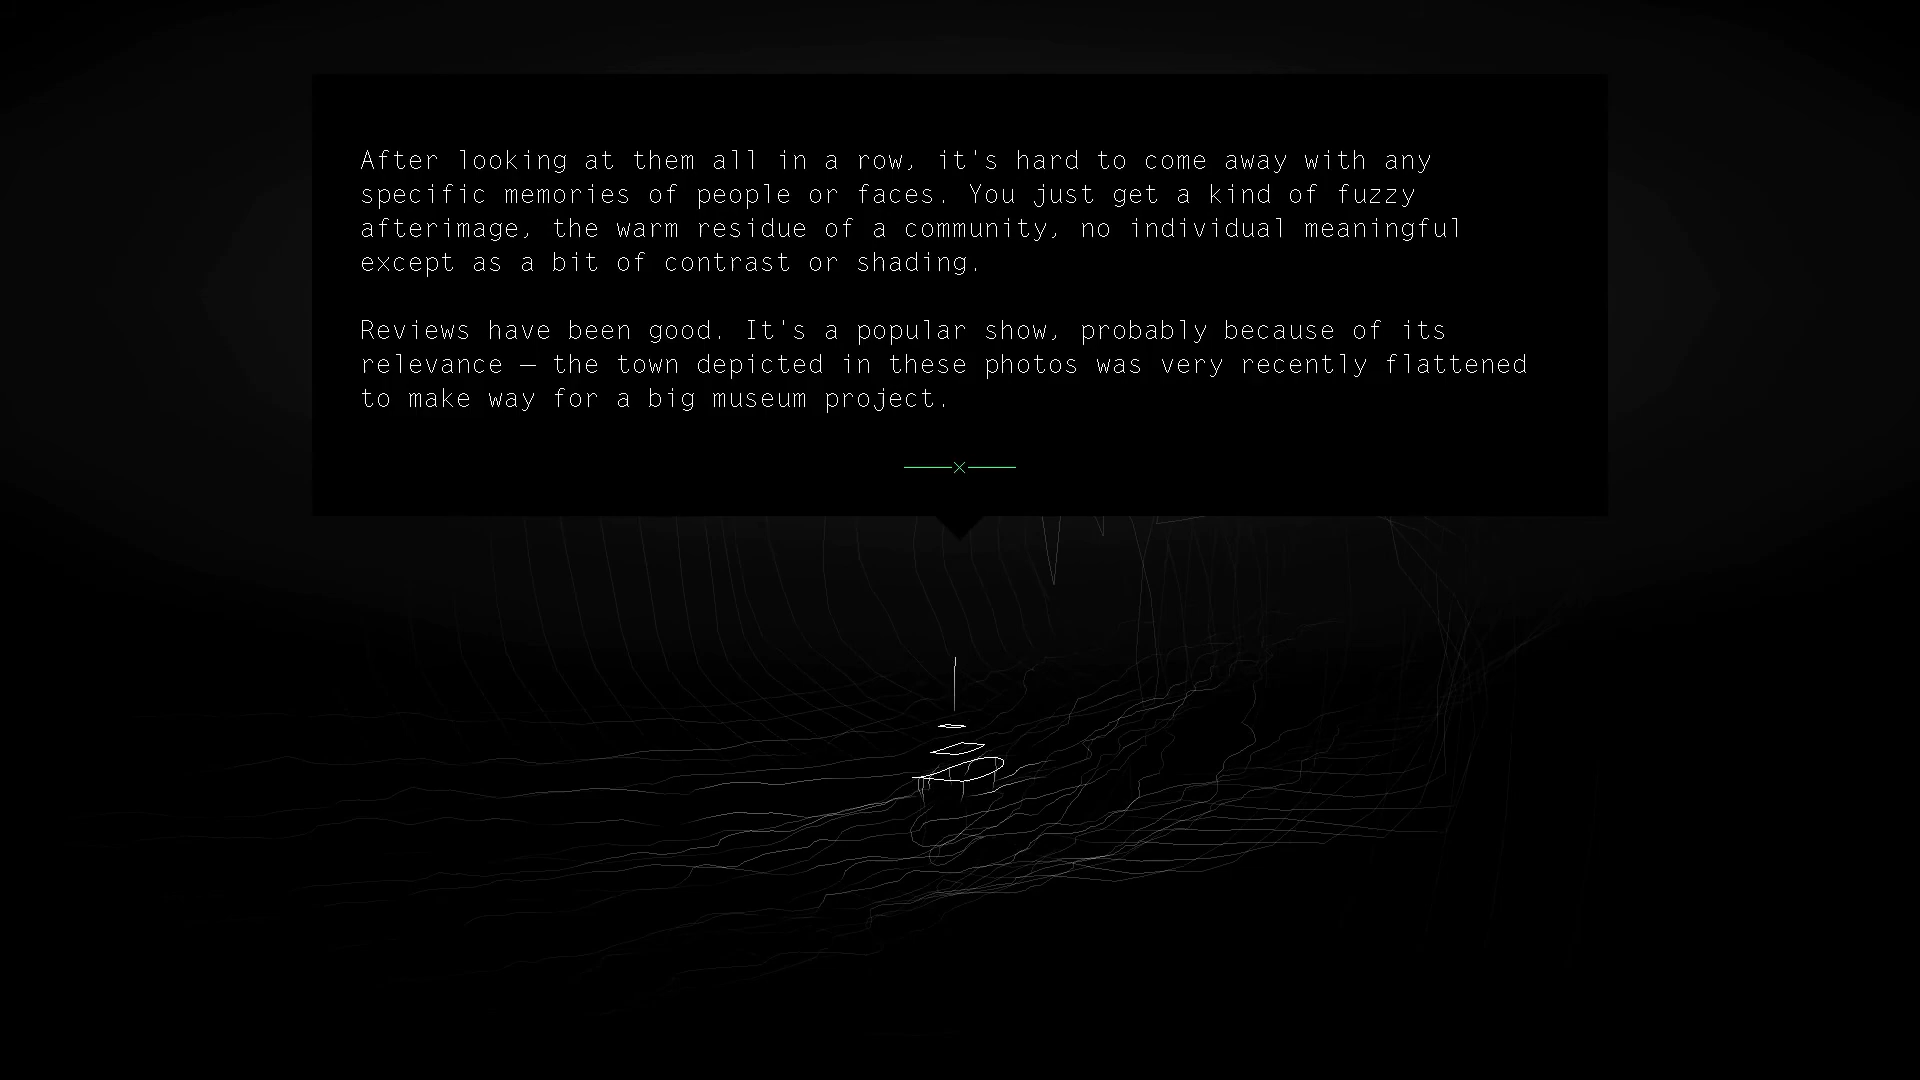 After looking at them all in a row, it's hard to come away with any
specific memories of people or faces. You just get a kind of fuzzy
afterimage, the warm residue of a community, no individual meaningful
except as a bit of contrast or shading.
Reviews have been good. It's a popular show, probably because of its
relevance — the town depicted in these photos was very recently flattened
to make way for a big museum project.